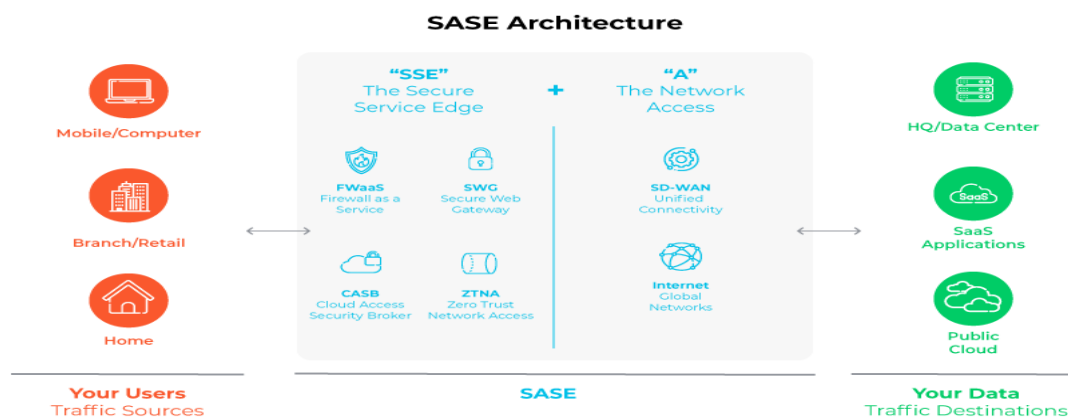 SASE Architecture
Mobile/Computer
Branch/Retail
Home
Your Users
Traffic Sources
“SSE”
The Secure
Service Edge
+
“A”
The Network
Access
FWaaS
Firewall as a
Service
SWG
Secure Web
Gateway
CASB
Cloud Access
Security Broker
ZTNA
Zero Trust
Network Access
SD-WAN
Unified
Connectivity
Internet
Global
Networks
SASE
HQ/Data Center
SaaS
SaaS
Applications
Public
Cloud
Your Data
Traffic Destinations